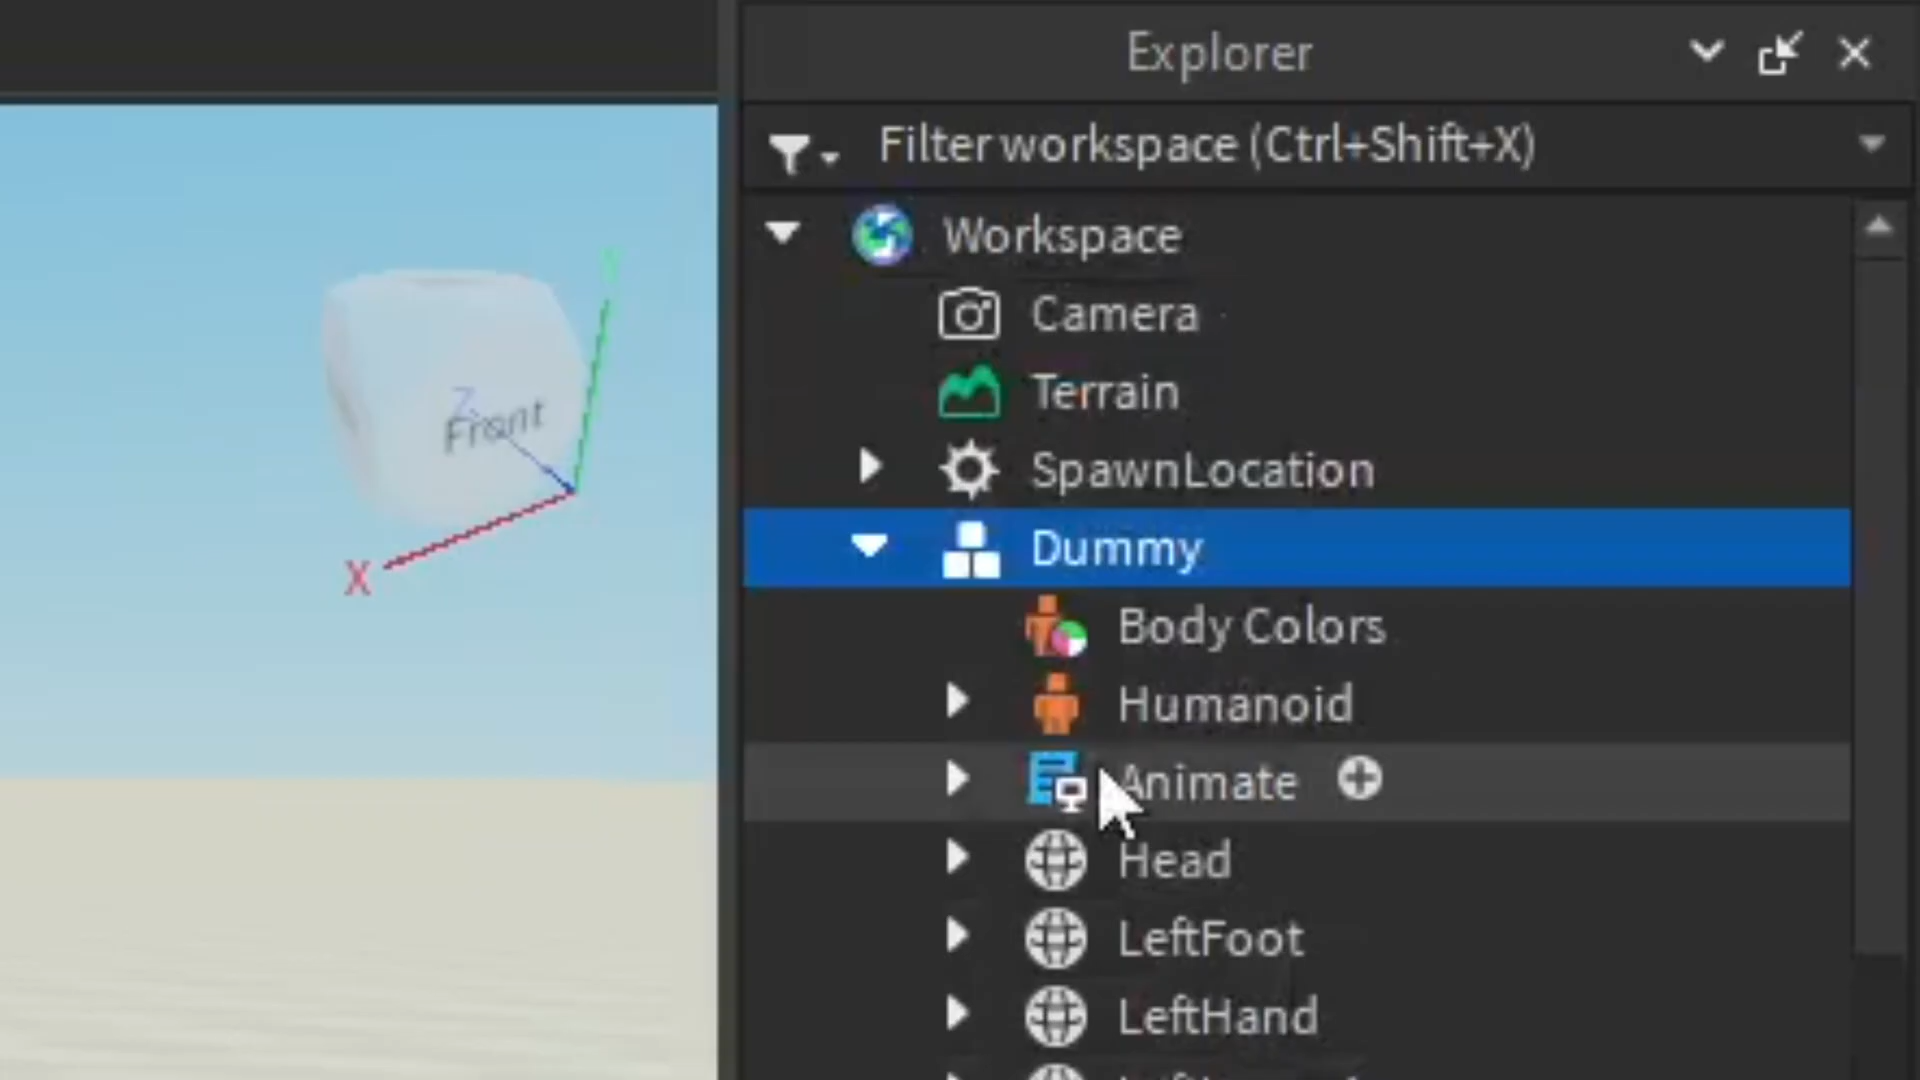 Explorer
Filter workspace (Ctrl+Shift+X)
Workspace
Camera
Terrain
SpawnLocation
Dummy
Body Colors
Humanoid
Animate
Head
LeftFoot
LeftHand
Z
Front
X